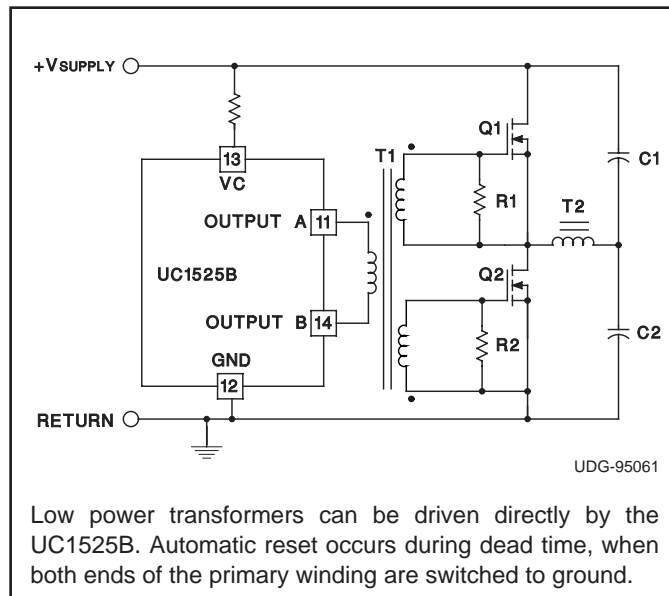 +VSUPPLY
Q1
13
VC
T1
C1
R1
T2
OUTPUT A 11
Q2
UC1525B
OUTPUT B 14
R2
C2
GND
12
RETURN
UDG-95061
Low power transformers can be driven directly by the
UC1525B. Automatic reset occurs during dead time, when
both ends of the primary winding are switched to ground.